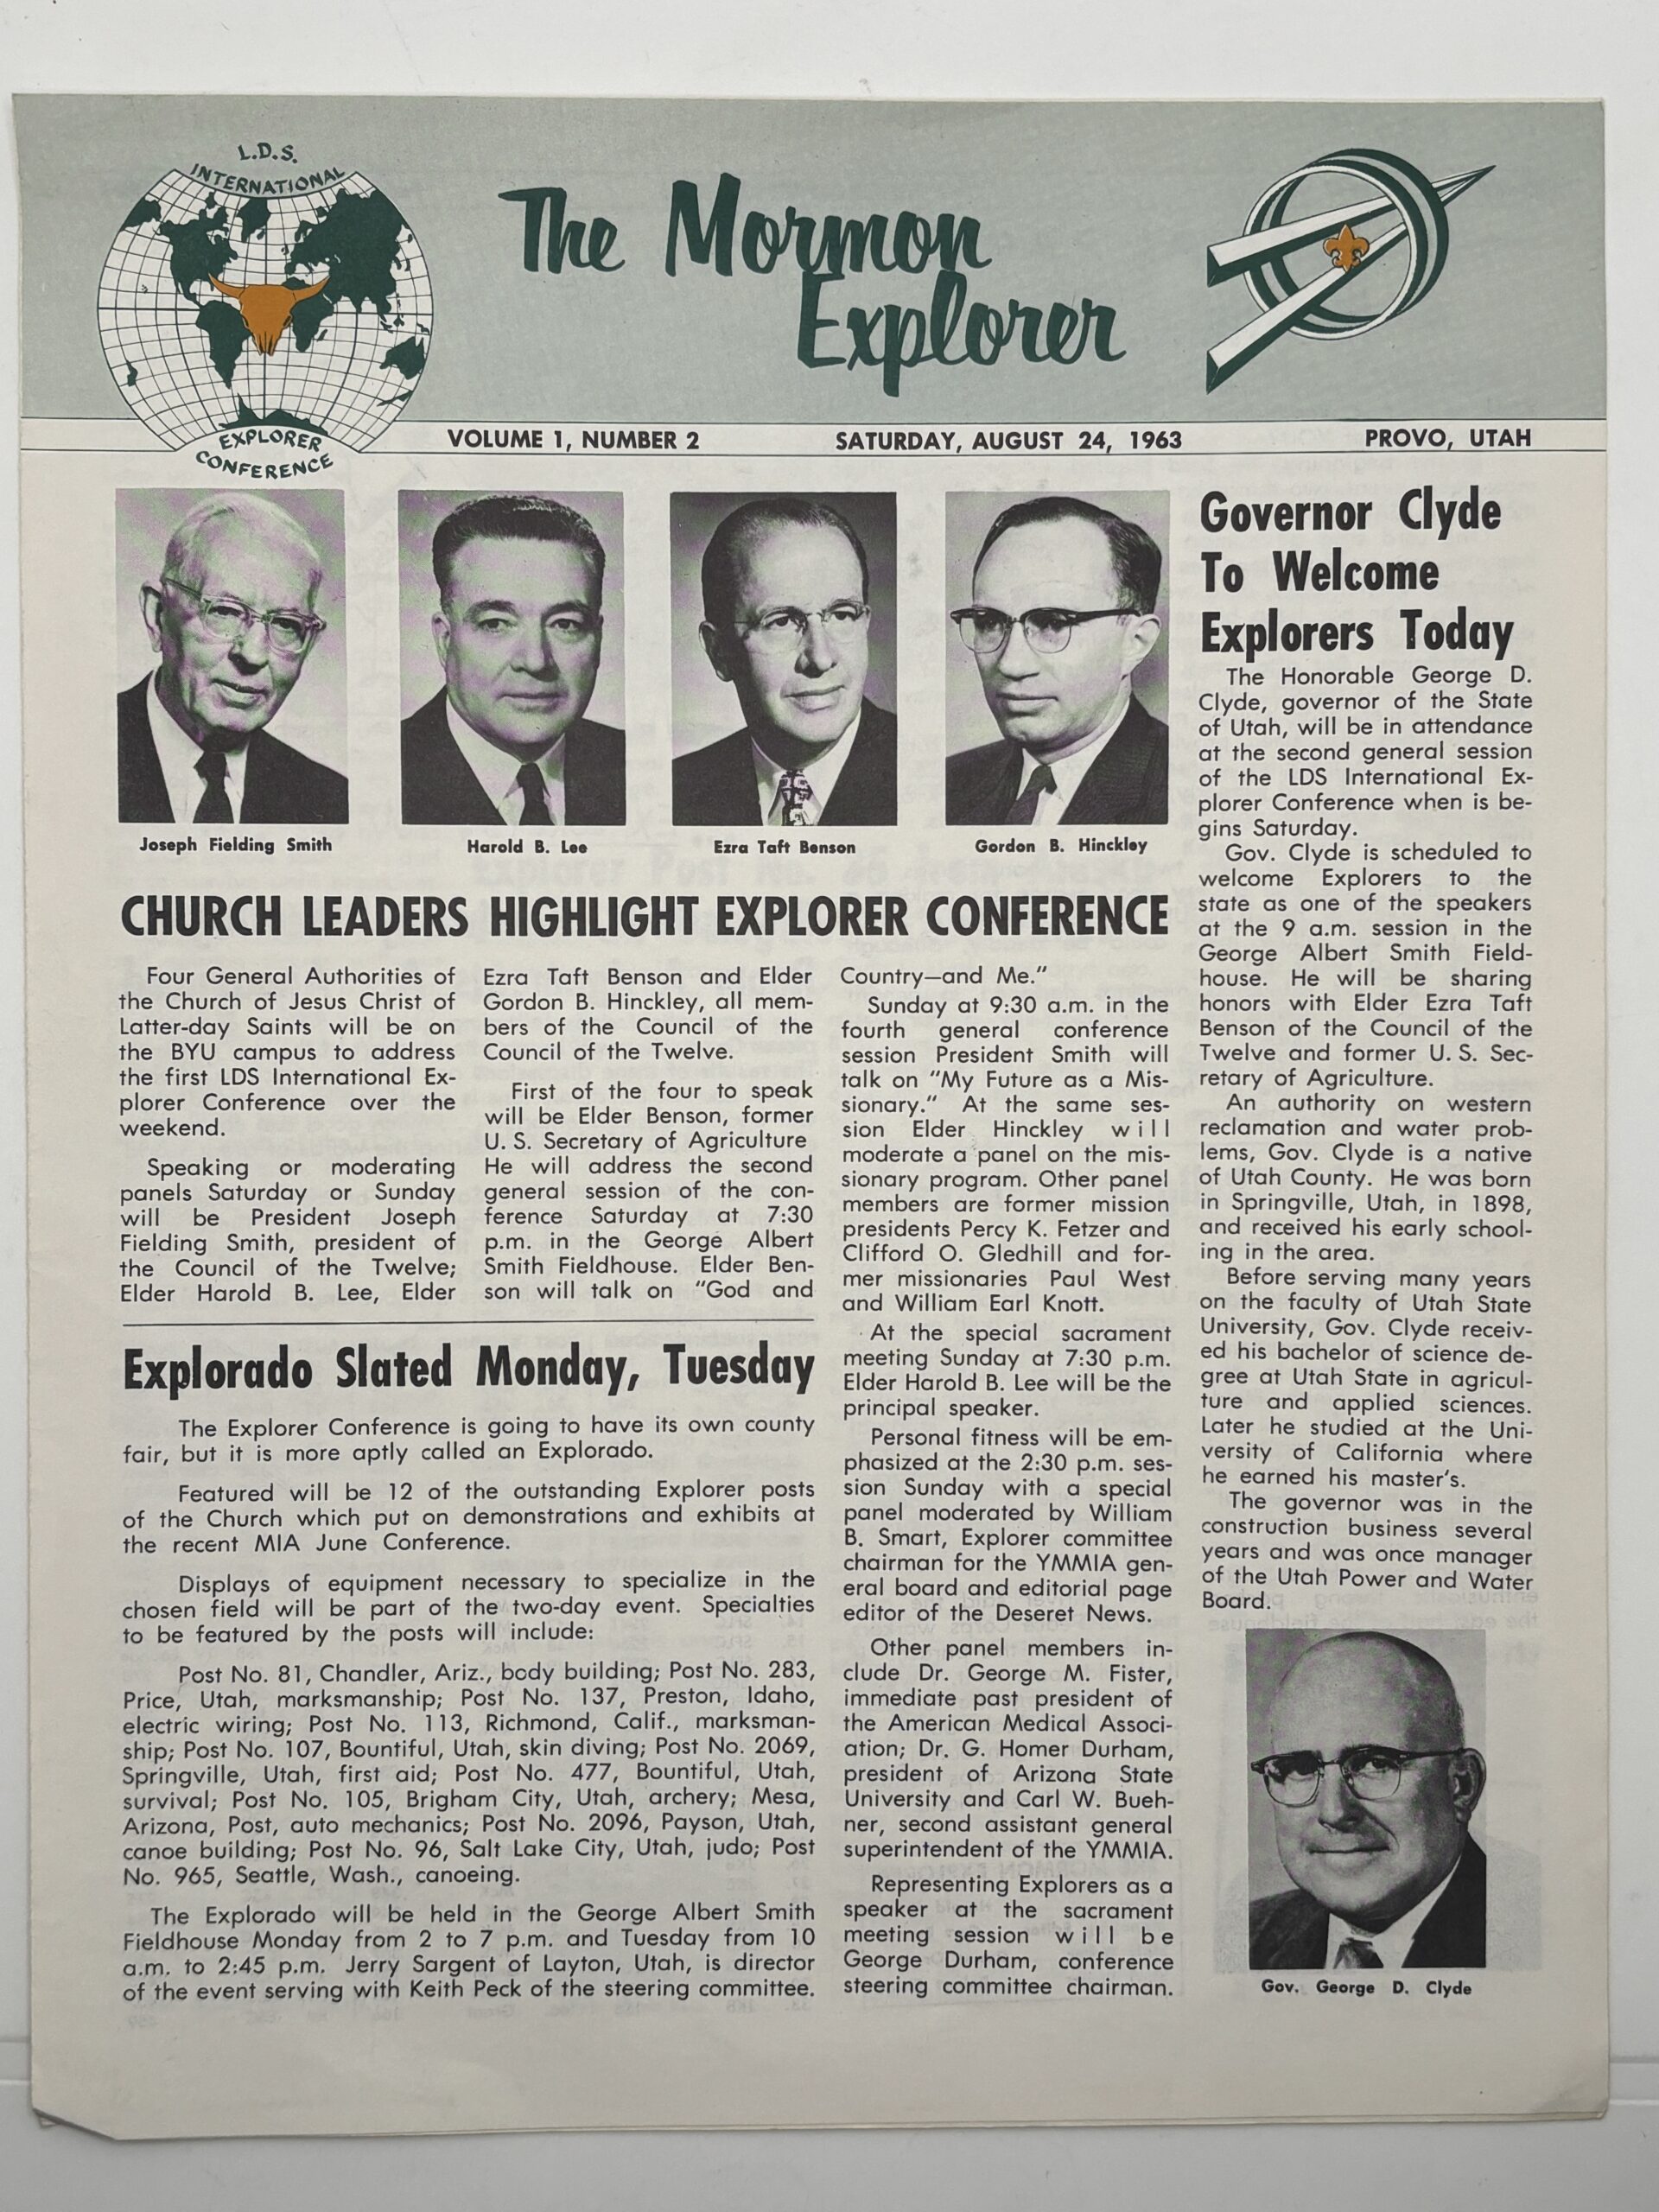 L.D.S.
INTERNATIONAL
EXPLORER
CONFERENCE
The Mormon
Explorer
VOLUME 1, NUMBER 2
SATURDAY, AUGUST 24, 1963
PROVO, UTAH
Joseph Fielding Smith
Harold B. Lee
Ezra Taft Benson
Gordon B. Hinckley
CHURCH LEADERS HIGHLIGHT EXPLORER CONFERENCE
Four General Authorities of
the Church of Jesus Christ of
Latter-day Saints will be on
the BYU campus to address
the first LDS International Ex-
plorer Conference over the
weekend.
Speaking or moderating
panels Saturday or Sunday
will be President Joseph
Fielding Smith, president of
the Council of the Twelve;
Elder Harold B. Lee, Elder
Ezra Taft Benson and Elder
Gordon B. Hinckley, all mem-
bers of the Council of the
Council of the Twelve.
First of the four to speak
will be Elder Benson, former
U. S. Secretary of Agriculture
He will address the second
general session of the con-
ference Saturday at 7:30
p.m. in the George Albert
Smith Fieldhouse. Elder Ben-
son will talk on "God and
Country—and Me."
Sunday at 9:30 a.m. in the
fourth general conference
session President Smith will
talk on "My Future as a Mis-
sionary." At the same ses-
sion Elder Hinckley will
moderate a panel on the mis-
sionary program. Other panel
members are former mission
presidents Percy K. Fetzer and
Clifford O. Gledhill and for-
mer missionaries Paul West
and William Earl Knott.
At the special sacrament
meeting Sunday at 7:30 p.m.
Elder Harold B. Lee will be the
principal speaker.
Personal fitness will be em-
phasized at the 2:30 p.m. ses-
sion Sunday with a special
panel moderated by William
B. Smart, Explorer committee
chairman for the YMMIA gen-
eral board and editorial page
editor of the Deseret News.
Other panel members in-
clude Dr. George M. Fister,
immediate past president of
the American Medical Associ-
ation; Dr. G. Homer Durham,
president of Arizona State
University and Carl W. Bueh-
ner, second assistant general
superintendent of the YMMIA.
Representing Explorers as a
speaker at the sacrament
meeting session will be
George Durham, conference
steering committee chairman.
Explorado Slated Monday, Tuesday
The Explorer Conference is going to have its own county
fair, but it is more aptly called an Explorado.
Featured will be 12 of the outstanding Explorer posts
of the Church which put on demonstrations and exhibits at
the recent MIA June Conference.
Displays of equipment necessary to specialize in the
chosen field will be part of the two-day event. Specialties
to be featured by the posts will include:
Post No. 81, Chandler, Ariz., body building; Post No. 283,
Price, Utah, marksmanship; Post No. 137, Preston, Idaho,
electric wiring; Post No. 113, Richmond, Calif., marksman-
ship; Post No. 107, Bountiful, Utah, skin diving; Post No. 2069,
Springville, Utah, first aid; Post No. 477, Bountiful, Utah,
survival; Post No. 105, Brigham City, Utah, archery; Mesa,
Arizona, Post, auto mechanics; Post No. 2096, Payson, Utah,
canoe building; Post No. 96, Salt Lake City, Utah, judo; Post
No. 965, Seattle, Wash., canoeing.
The Explorado will be held in the George Albert Smith
Fieldhouse Monday from 2 to 7 p.m. and Tuesday from 10
a.m. to 2:45 p.m. Jerry Sargent of Layton, Utah, is director
of the event serving with Keith Peck of the steering committee.
Governor Clyde
To Welcome
Explorers Today
The Honorable George D.
Clyde, governor of the State
of Utah, will be in attendance
at the second general session
of the LDS International Ex-
plorer Conference when is be-
gins Saturday.
Gov. Clyde is scheduled to
welcome Explorers to the
state as one of the speakers
at the 9 a.m. session in the
George Albert Smith Field-
house. He will be sharing
honors with Elder Ezra Taft
Benson of the Council of the
Twelve and former U. S. Sec-
retary of Agriculture.
An authority on western
reclamation and water prob-
lems, Gov. Clyde is a native
of Utah County. He was born
in Springville, Utah, in 1898,
and received his early school-
ing in the area.
Before serving many years
on the faculty of Utah State
University, Gov. Clyde receiv-
ed his bachelor of science de-
gree at Utah State in agricul-
ture and applied sciences.
Later he studied at the Uni-
versity of California where
he earned his master's.
The governor was in the
construction business several
years and was once manager
of the Utah Power and Water
Board.
Gov. George D. Clyde